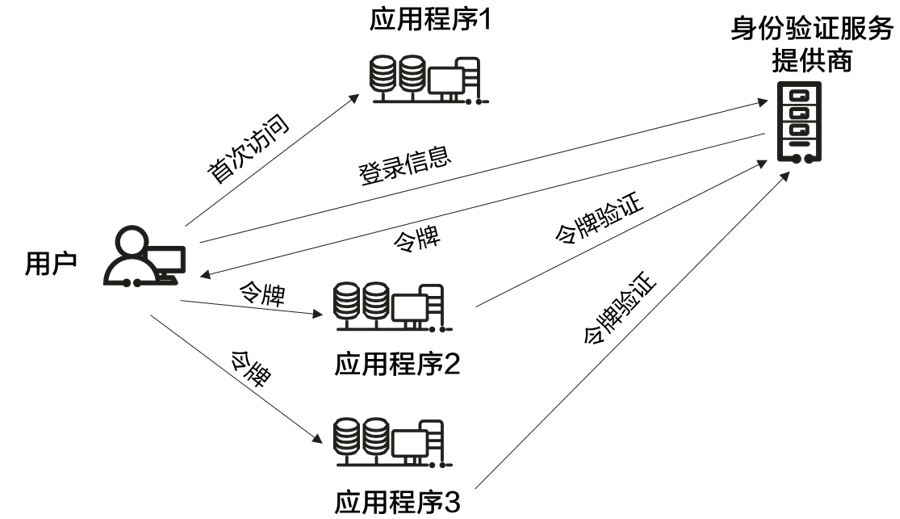 应用程序1
身份验证服务
提供商
首次访问
登录信息
令牌
令牌验证
用户
令牌
令牌验证
应用程序2
令牌
应用程序3